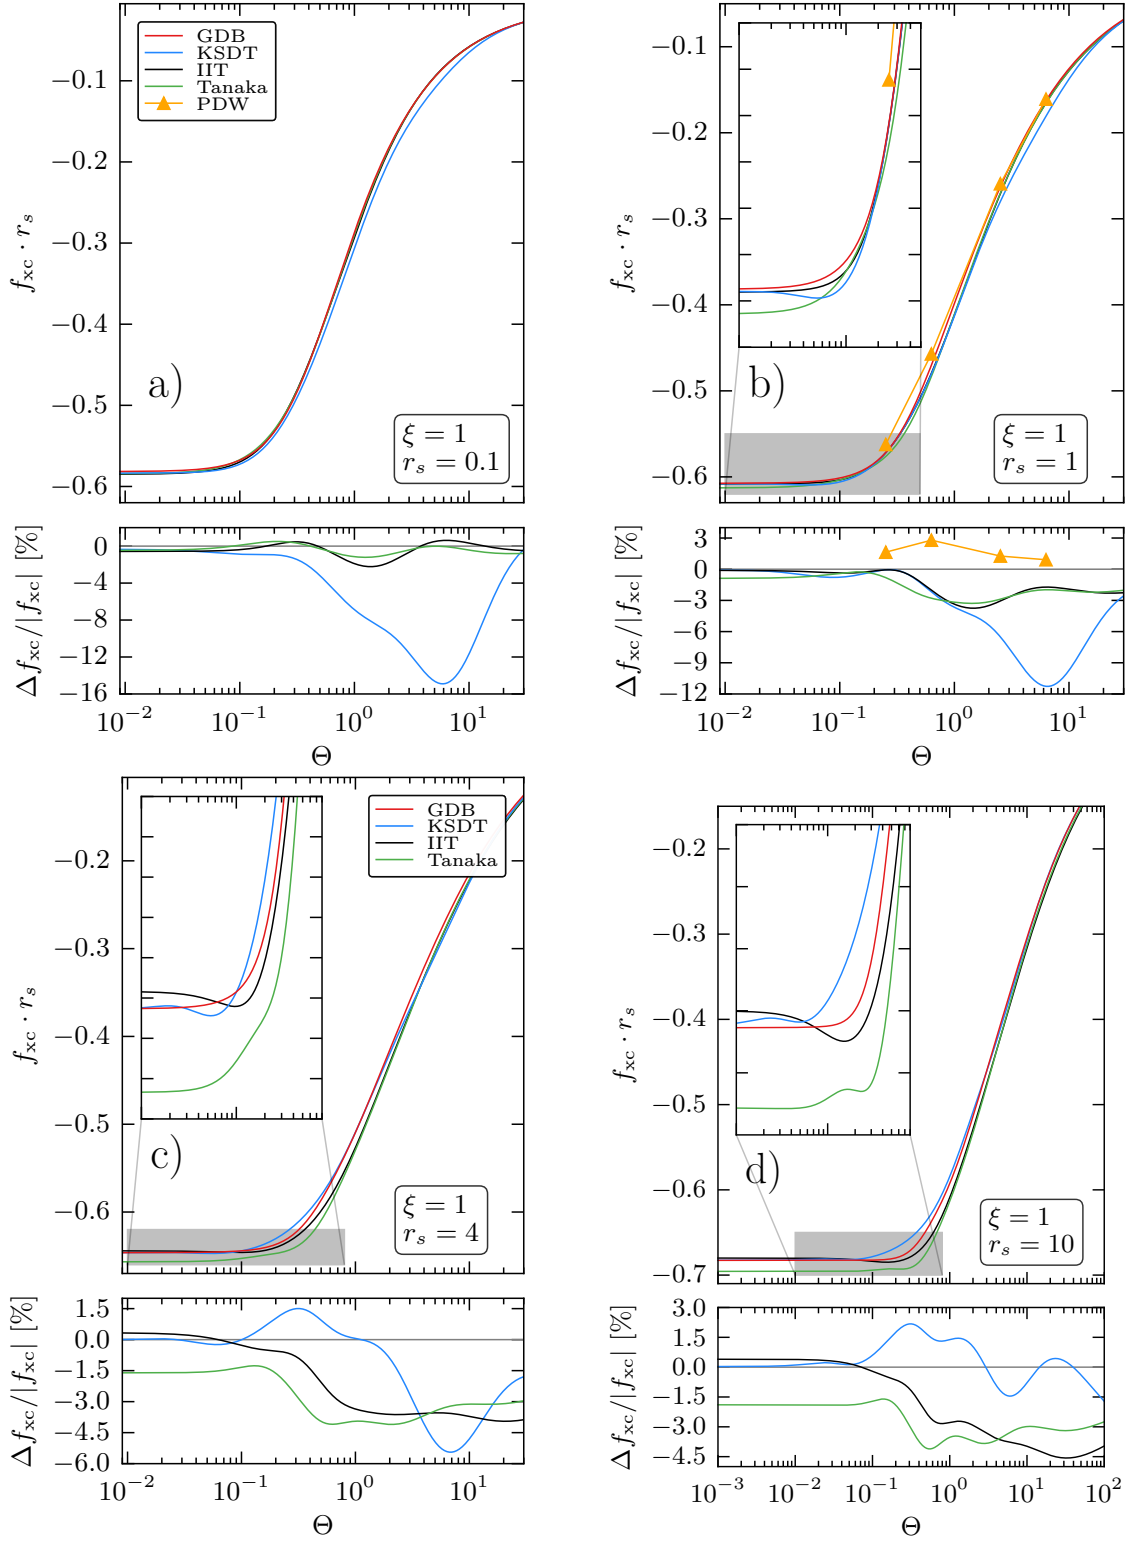 GDB
KSDT
IIT
Tanaka
PDW
−0.1
−0.2
−0.3
−0.4
−0.5
−0.6
f_xc · r_s
a)
ξ = 1
r_s = 0.1
0
−4
−8
−12
−16
Δf_xc/|f_xc| [%]
10^−2
10^−1
10^0
10^1
Θ
−0.1
−0.2
−0.3
−0.4
−0.5
−0.6
f_xc · r_s
b)
ξ = 1
r_s = 1
3
0
−3
−6
−9
−12
Δf_xc/|f_xc| [%]
10^−2
10^−1
10^0
10^1
Θ
GDB
KSDT
IIT
Tanaka
−0.2
−0.3
−0.4
−0.5
−0.6
f_xc · r_s
c)
ξ = 1
r_s = 4
1.5
0.0
−1.5
−3.0
−4.5
−6.0
Δf_xc/|f_xc| [%]
10^−2
10^−1
10^0
10^1
Θ
−0.2
−0.3
−0.4
−0.5
−0.6
−0.7
f_xc · r_s
d)
ξ = 1
r_s = 10
3.0
1.5
0.0
−1.5
−3.0
−4.5
Δf_xc/|f_xc| [%]
10^−3
10^−2
10^−1
10^0
10^1
10^2
Θ